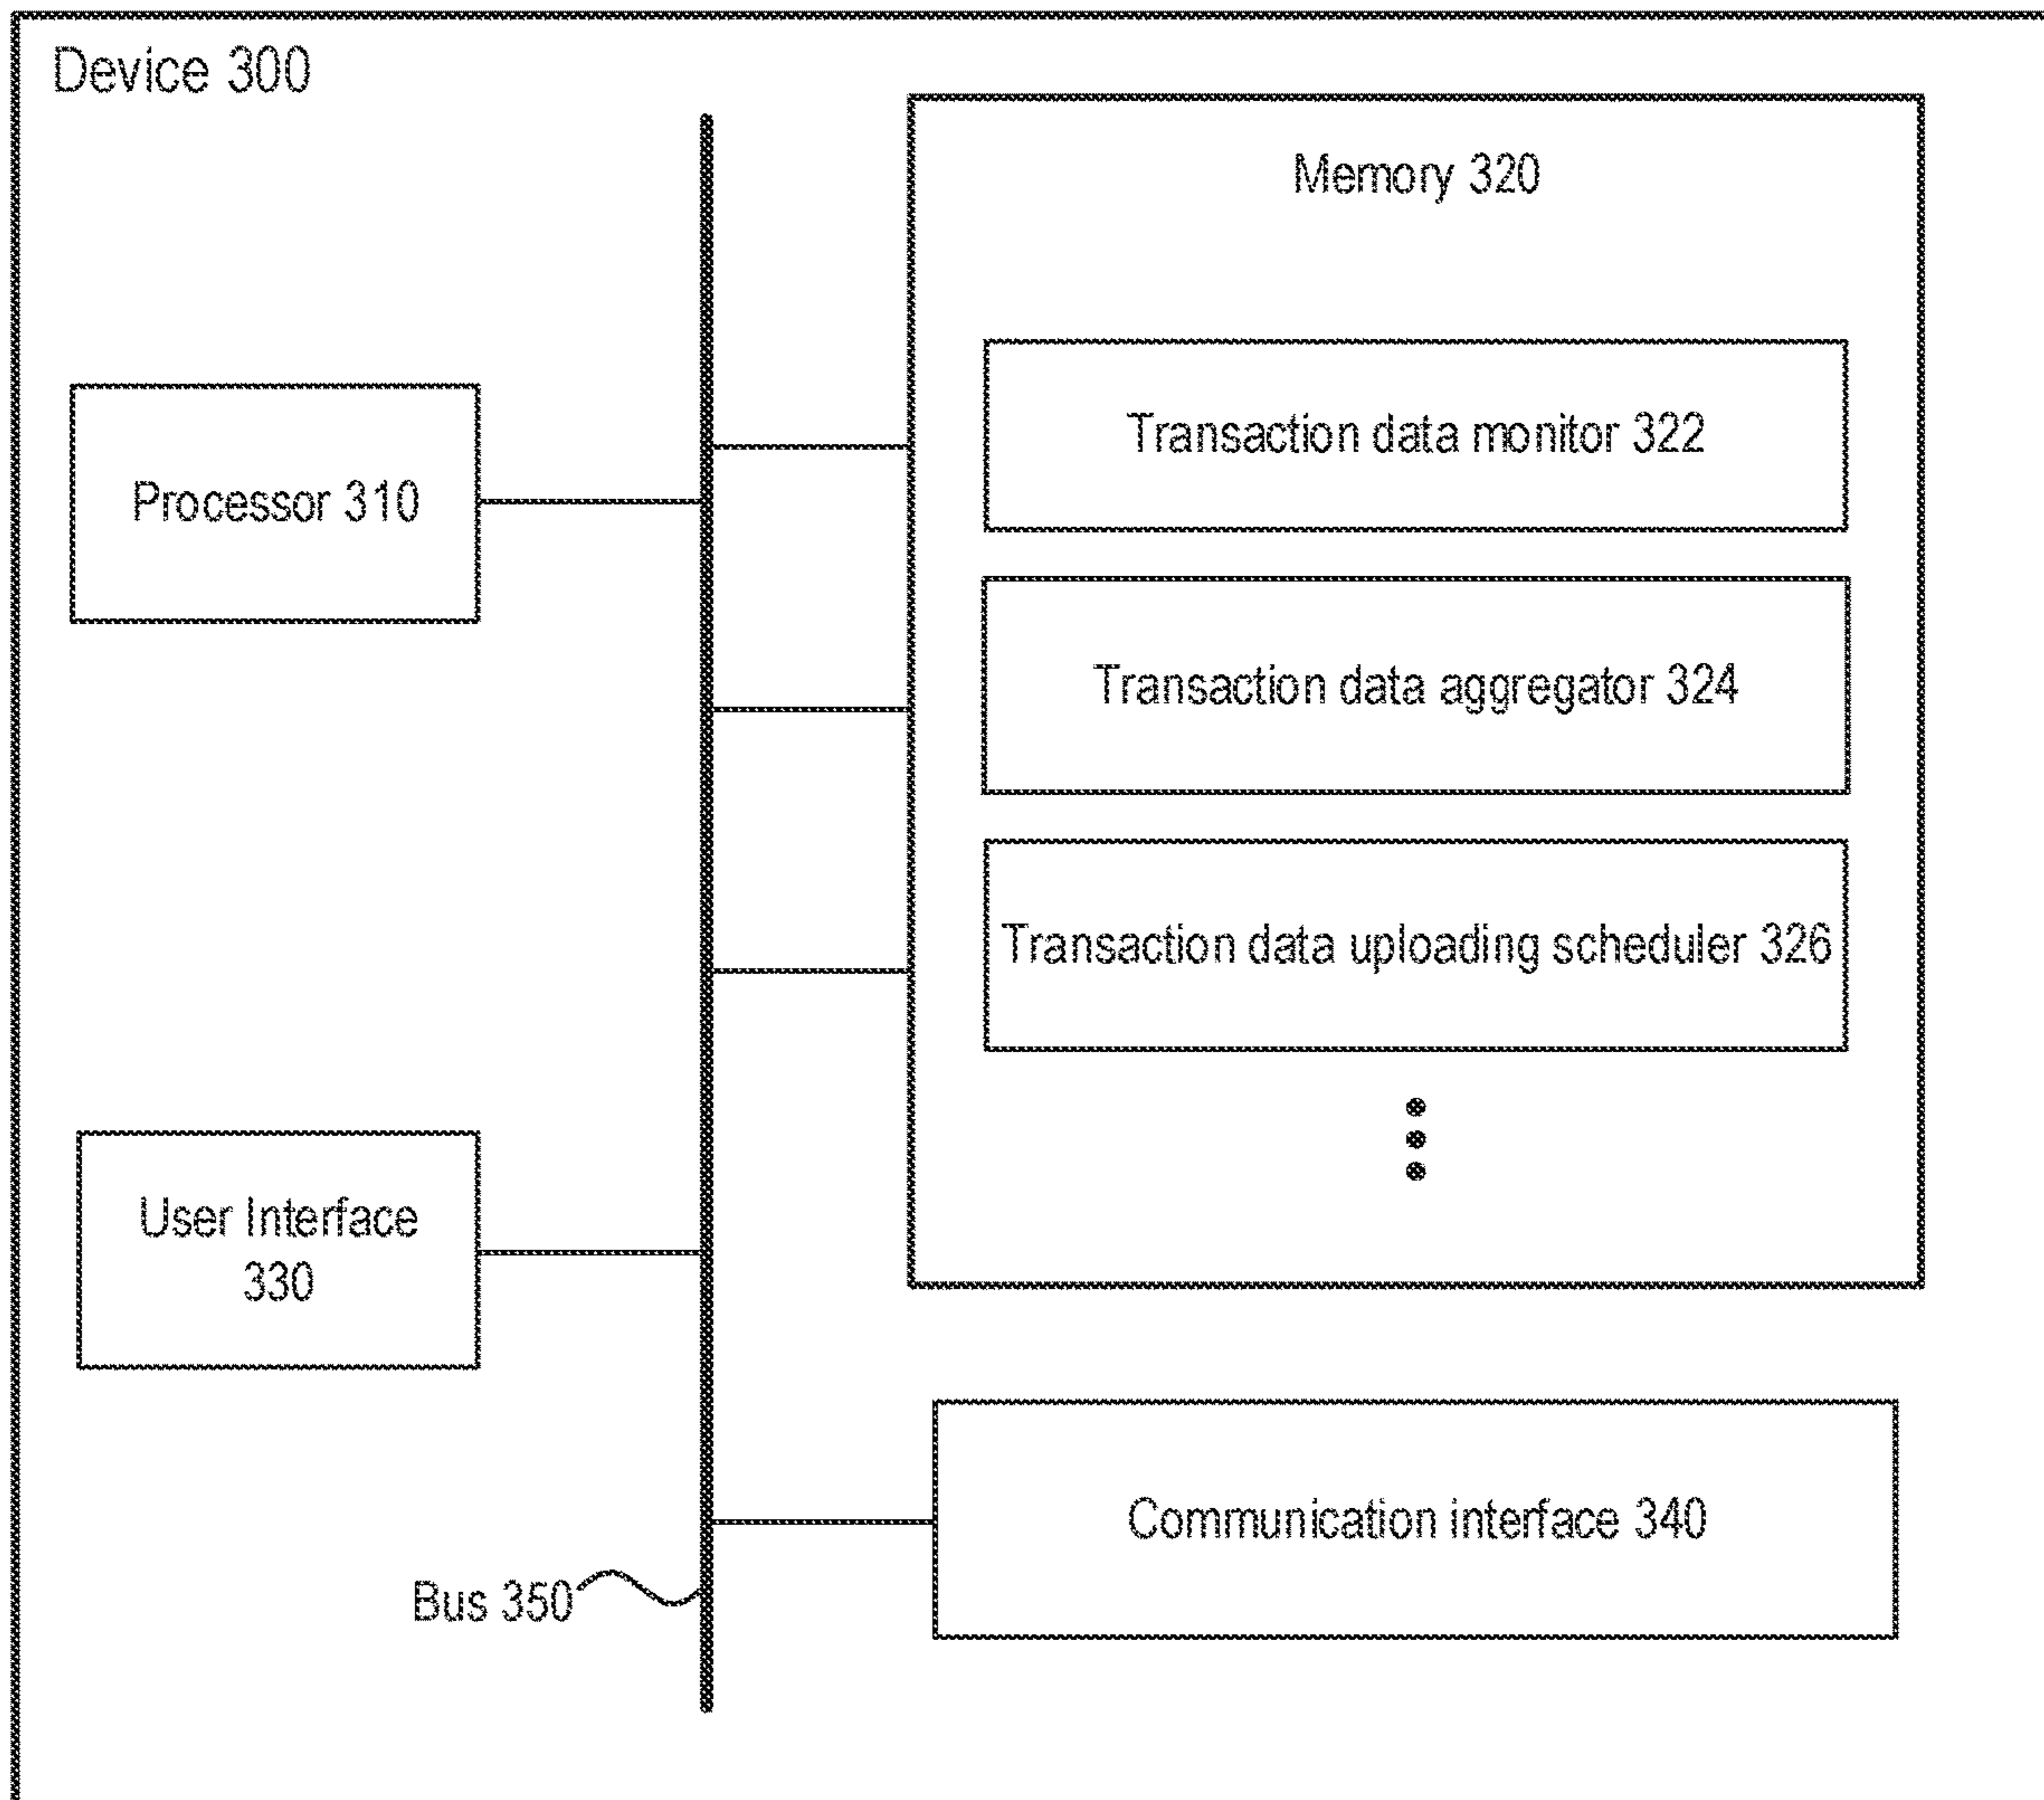 Device 300
Memory 320
Transaction data monitor 322
Processor 310
Transaction data aggregator 324
Transaction data uploading scheduler 326
User Interface
330
Communication interface 340
Bus 350